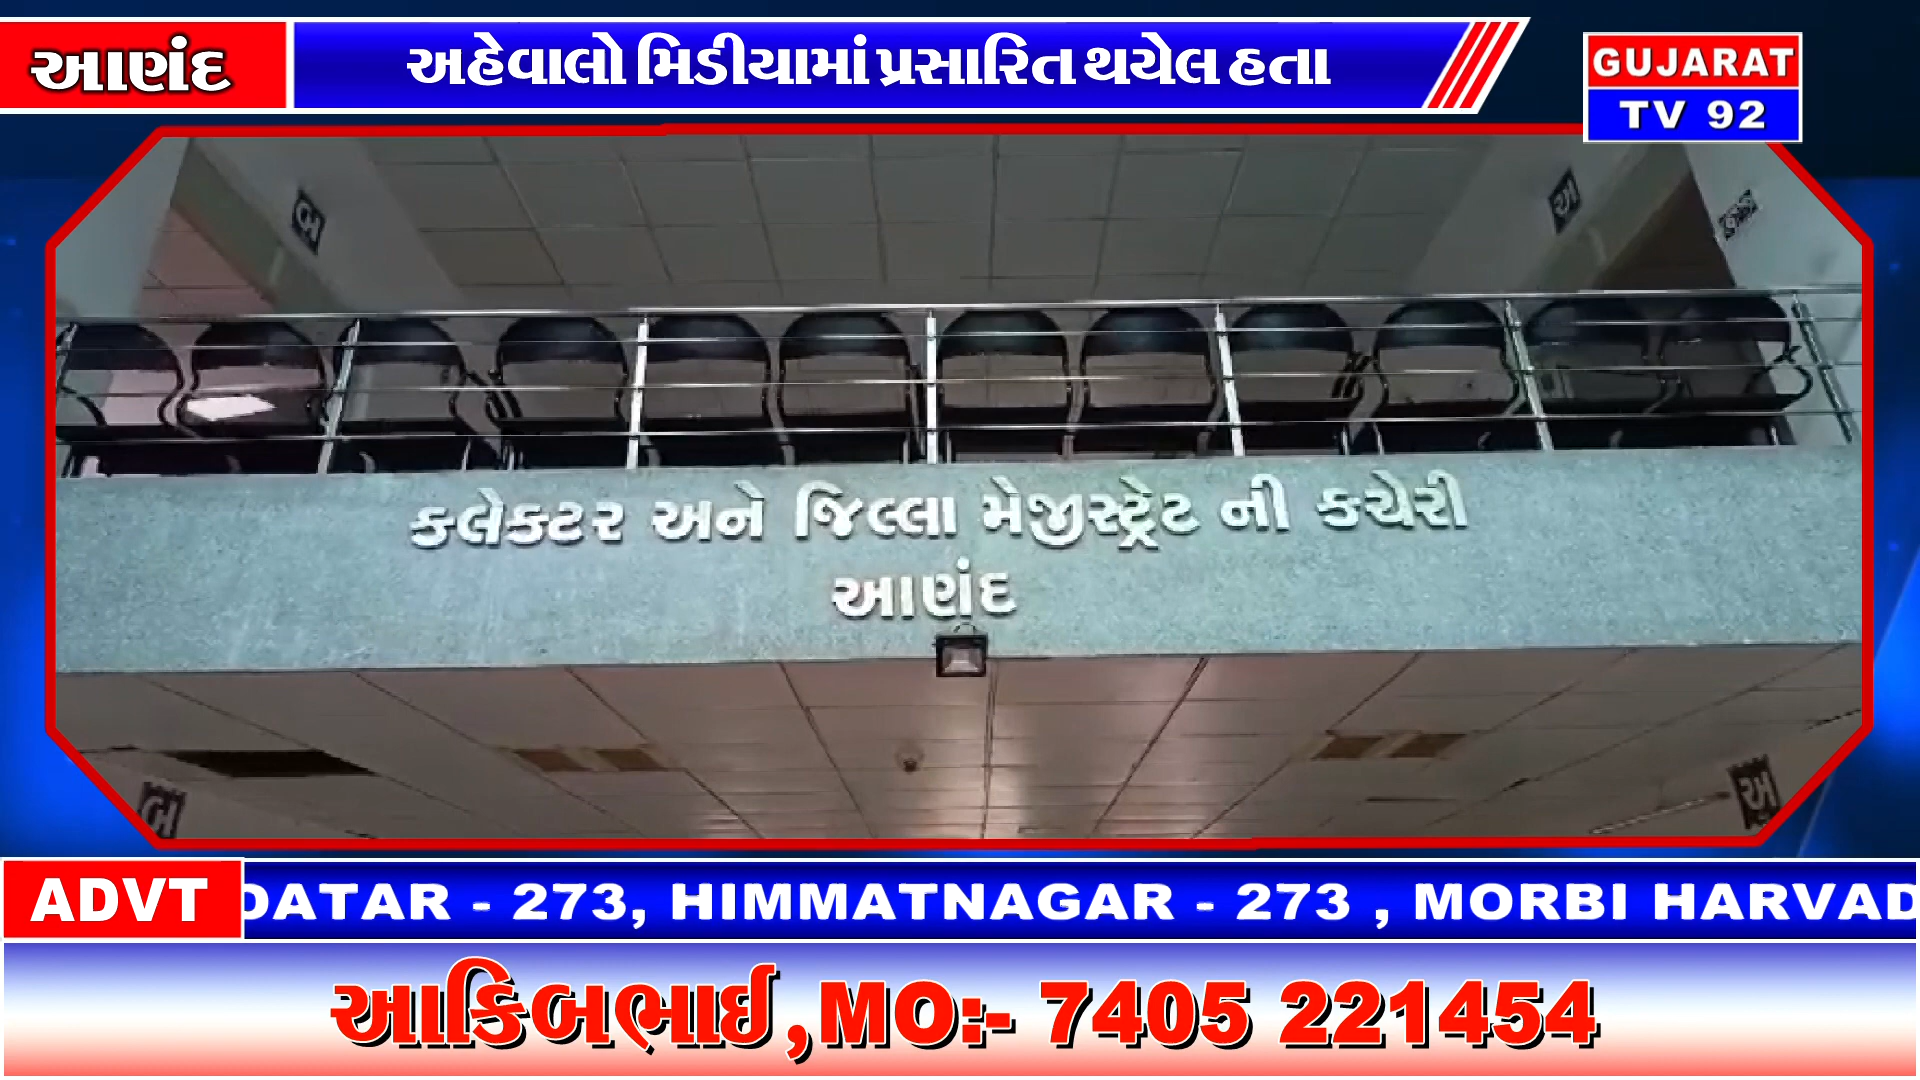 આણંદ
અહેવાલો મિડીયામાં પ્રસારિત થયેલ હતા
GUJARAT
TV 92
બ
અ
કલેક્ટર અને જિલ્લા મેજીસ્ટ્રેટ ની કચેરી
આણંદ
બ
અ
ADVT
DATAR - 273, HIMMATNAGAR - 273 , MORBI HARVAD
આકિબભાઈ,MO:- 7405 221454